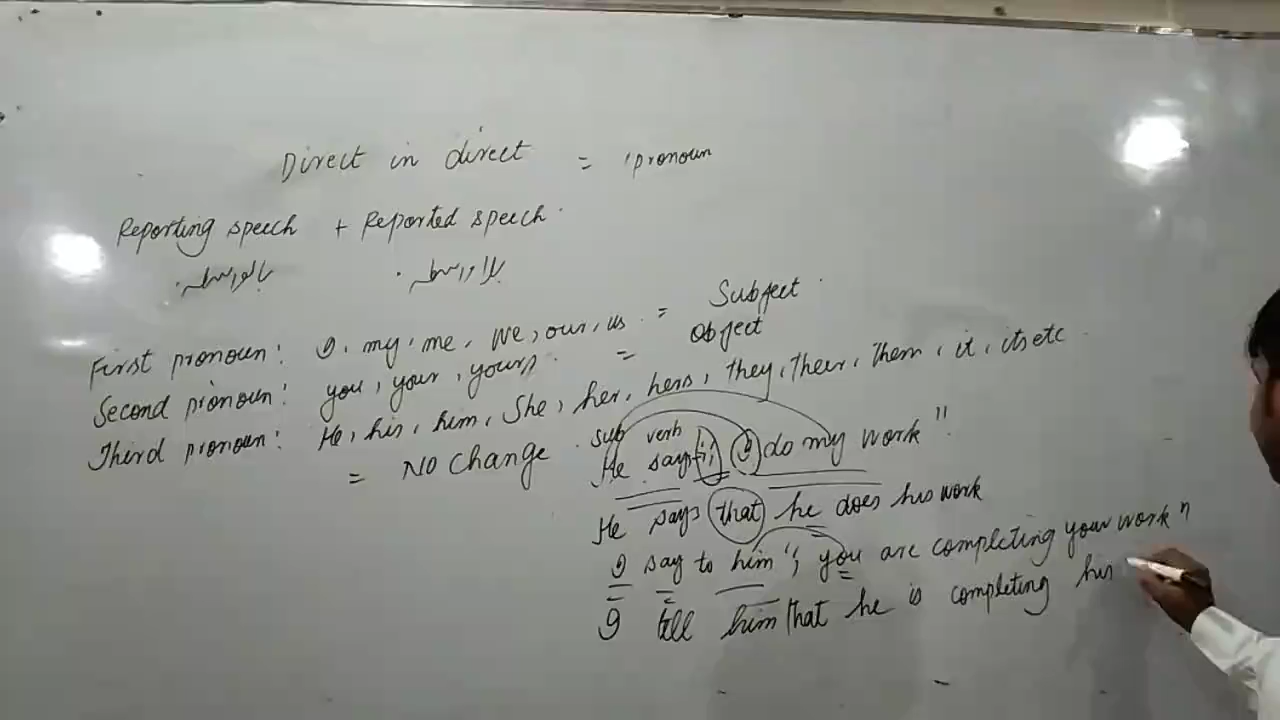 Direct in direct = pronoun
Reporting speech + Reported speech.
بالاورسطہ. بلاورسطہ.
First pronoun: I, my, me, We, our, us. = Subject.
Second pronoun: you, your, yours. = Object
Third pronoun: He, his, him, She, her, hers, they, their, them, it, its etc.
= NO change.
sub verb
He says, "I do my work".
He says that he does his work
I say to him ", you are completing your work"
I tell him that he is completing his